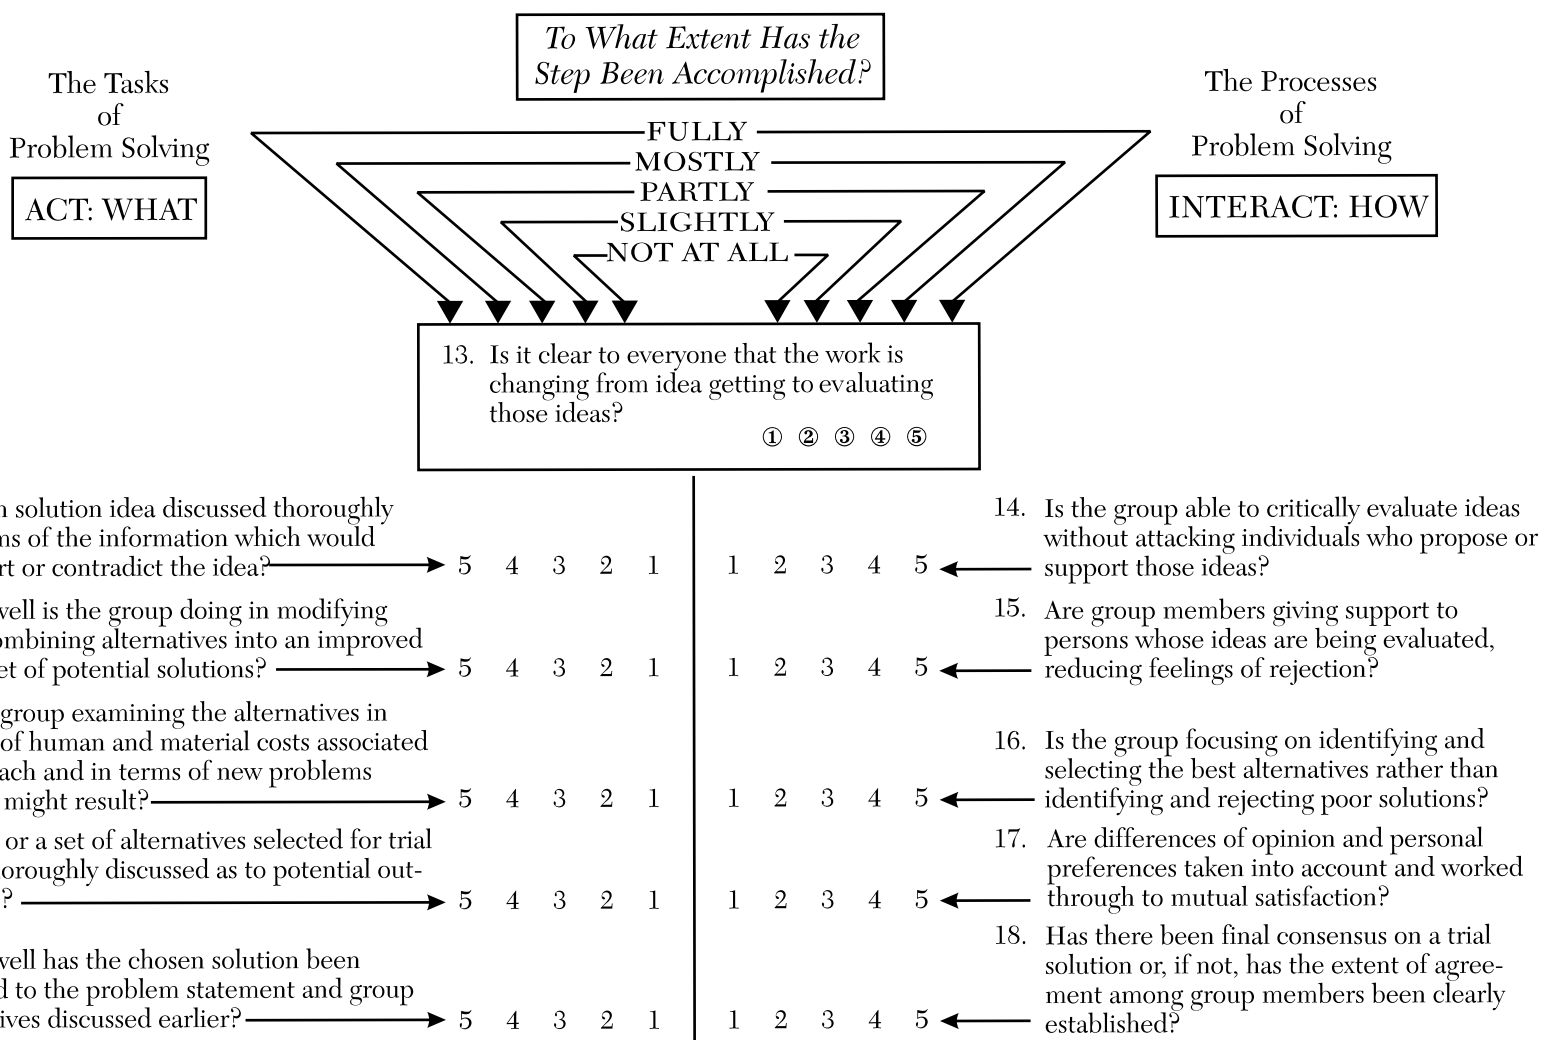 To What Extent Has the
Step Been Accomplished?
The Tasks
of
Problem Solving
ACT: WHAT
The Processes
of
Problem Solving
INTERACT: HOW
FULLY
MOSTLY
PARTLY
SLIGHTLY
NOT AT ALL
13. Is it clear to everyone that the work is
changing from idea getting to evaluating
those ideas?
① ② ③ ④ ⑤
solution idea discussed thoroughly
of the information which would
or contradict the idea?
5 4 3 2 1
1 2 3 4 5
14. Is the group able to critically evaluate ideas
without attacking individuals who propose or
support those ideas?
well is the group doing in modifying
alternatives into an improved
of potential solutions?
5 4 3 2 1
1 2 3 4 5
15. Are group members giving support to
persons whose ideas are being evaluated,
reducing feelings of rejection?
group examining the alternatives in
of human and material costs associated
and in terms of new problems
might result?
5 4 3 2 1
1 2 3 4 5
16. Is the group focusing on identifying and
selecting the best alternatives rather than
identifying and rejecting poor solutions?
or a set of alternatives selected for trial
discussed as to potential out-
?
5 4 3 2 1
1 2 3 4 5
17. Are differences of opinion and personal
preferences taken into account and worked
through to mutual satisfaction?
well has the chosen solution been
to the problem statement and group
discussed earlier?
5 4 3 2 1
1 2 3 4 5
18. Has there been final consensus on a trial
solution or, if not, has the extent of agree-
ment among group members been clearly
established?